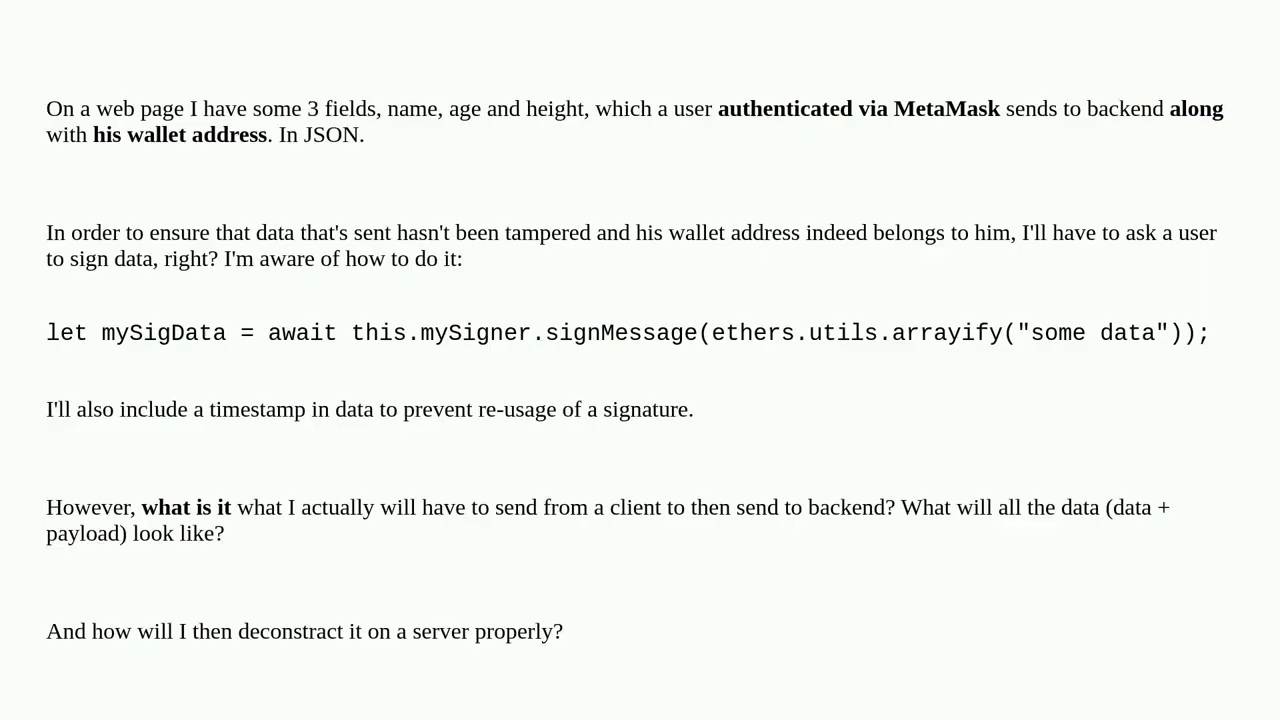 On a web page I have some 3 fields, name, age and height, which a user authenticated via MetaMask sends to backend along
with his wallet address. In JSON.
In order to ensure that data that's sent hasn't been tampered and his wallet address indeed belongs to him, I'll have to ask a user
to sign data, right? I'm aware of how to do it:
let mySigData = await this.mySigner.signMessage(ethers.utils.arrayify("some data"));
I'll also include a timestamp in data to prevent re-usage of a signature.
However, what is it what I actually will have to send from a client to then send to backend? What will all the data (data +
payload) look like?
And how will I then deconstract it on a server properly?